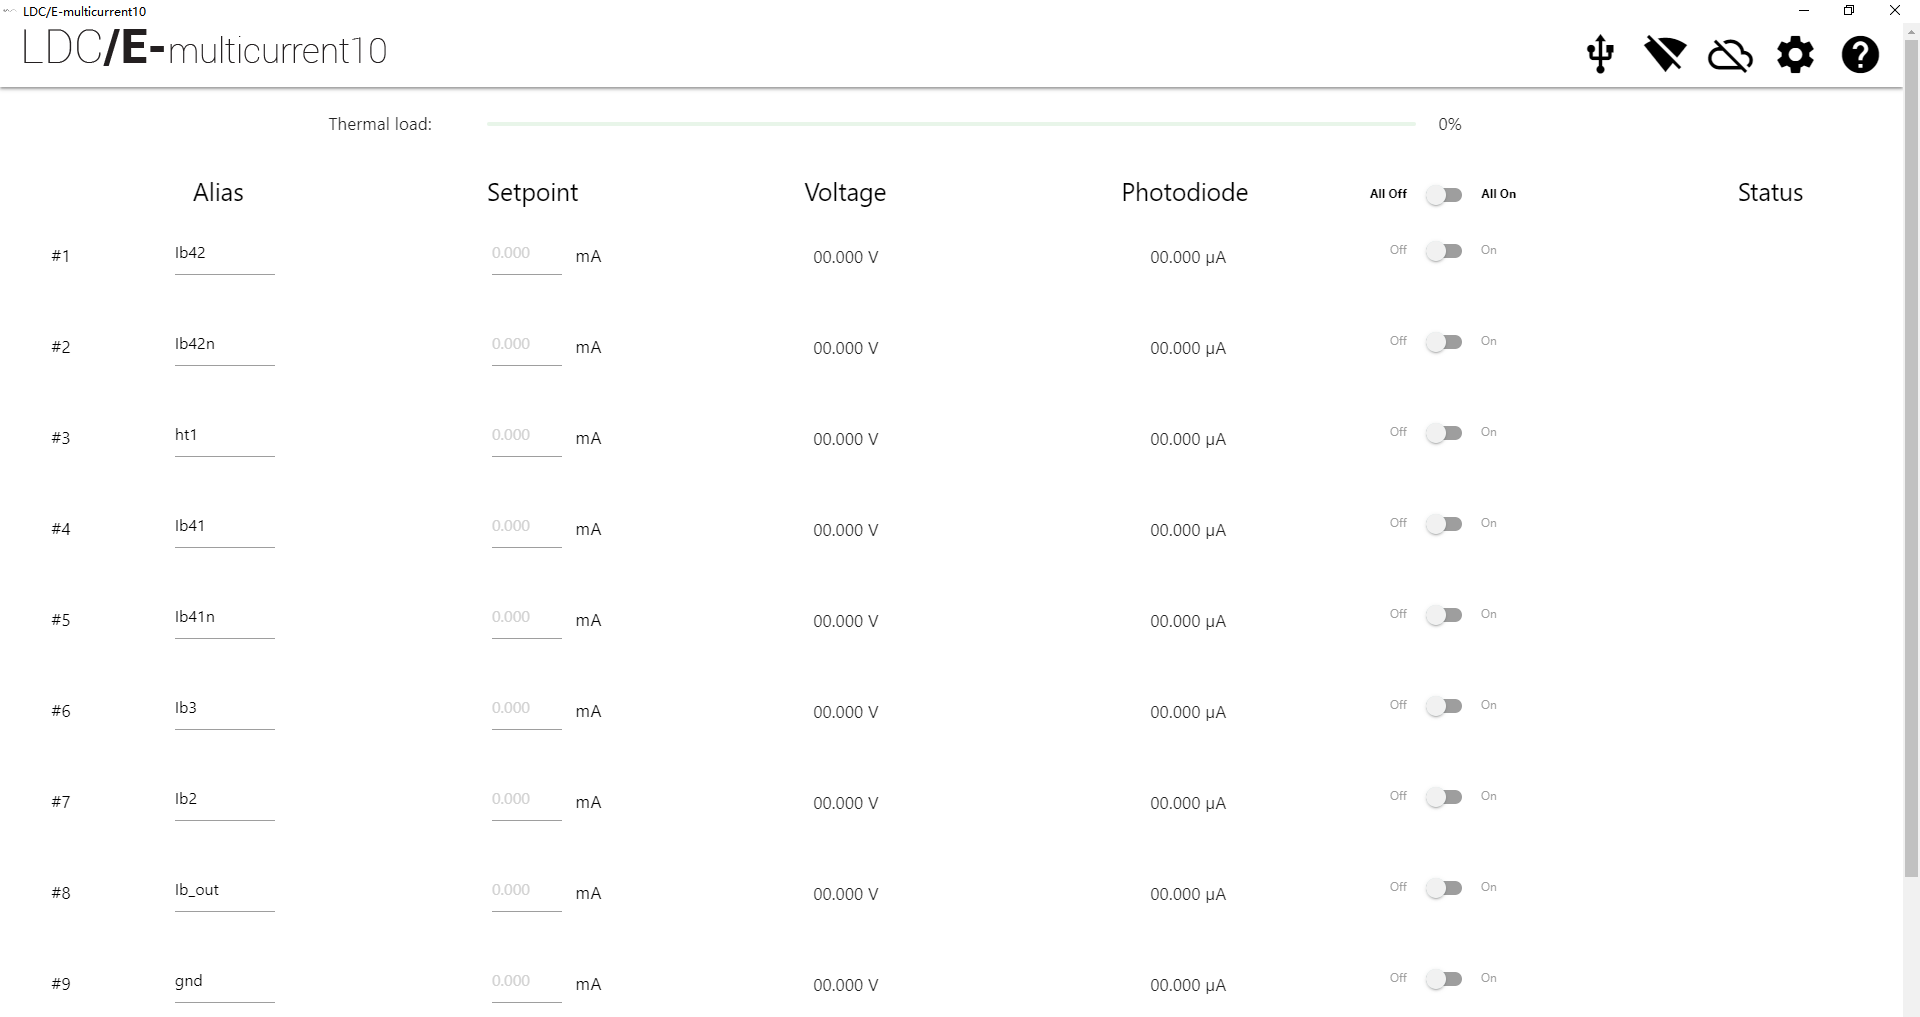 LDC/E-multicurrent10
LDC/E-multicurrent10
Thermal load: 0%
Alias Setpoint Voltage Photodiode All Off All On Status
#1 Ib42 0.000 mA 00.000 V 00.000 µA Off On
#2 Ib42n 0.000 mA 00.000 V 00.000 µA Off On
#3 ht1 0.000 mA 00.000 V 00.000 µA Off On
#4 Ib41 0.000 mA 00.000 V 00.000 µA Off On
#5 Ib41n 0.000 mA 00.000 V 00.000 µA Off On
#6 Ib3 0.000 mA 00.000 V 00.000 µA Off On
#7 Ib2 0.000 mA 00.000 V 00.000 µA Off On
#8 Ib_out 0.000 mA 00.000 V 00.000 µA Off On
#9 gnd 0.000 mA 00.000 V 00.000 µA Off On